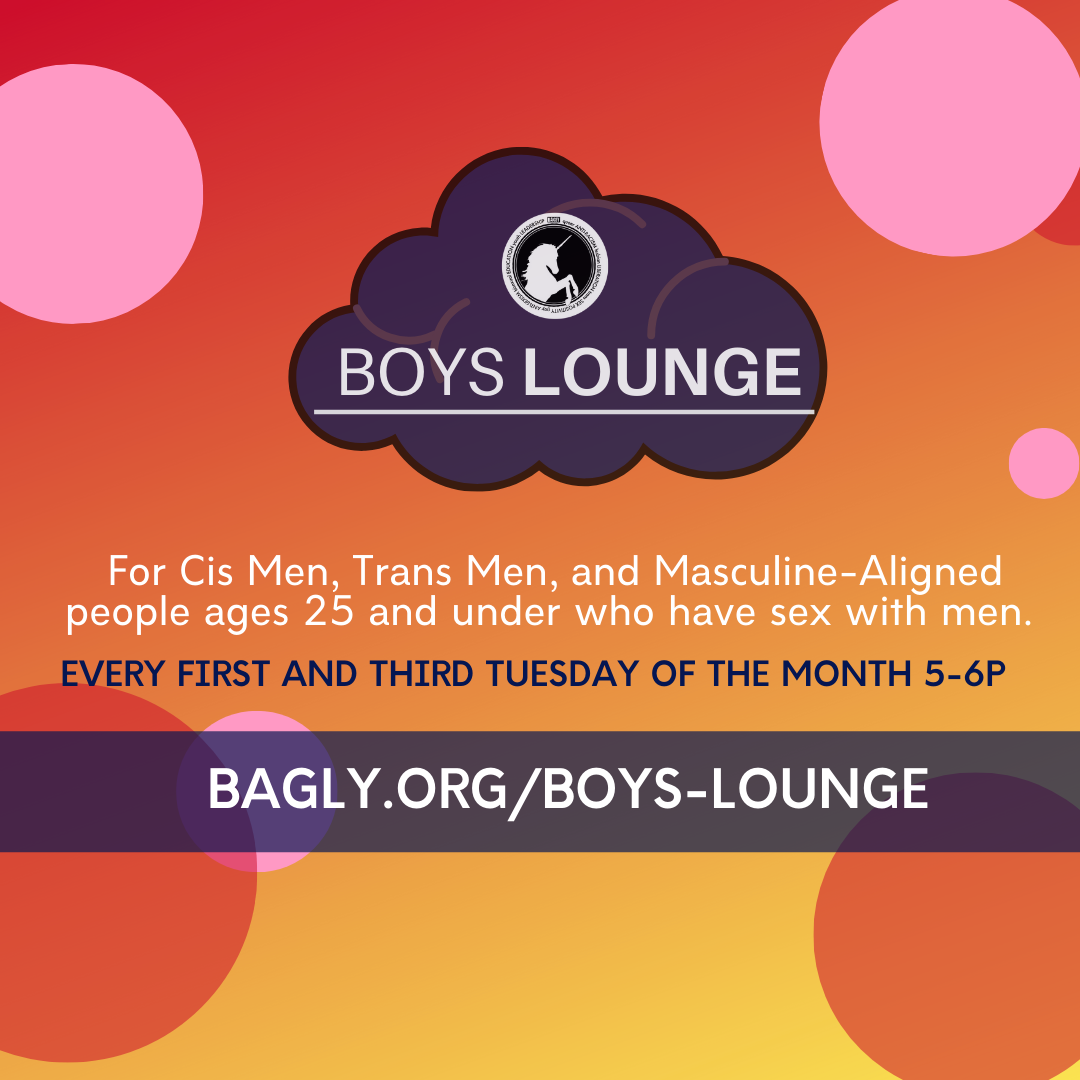 BOYS LOUNGE
For Cis Men, Trans Men, and Masculine-Aligned
people ages 25 and under who have sex with men.
EVERY FIRST AND THIRD TUESDAY OF THE MONTH 5-6P
BAGLY.ORG/BOYS-LOUNGE